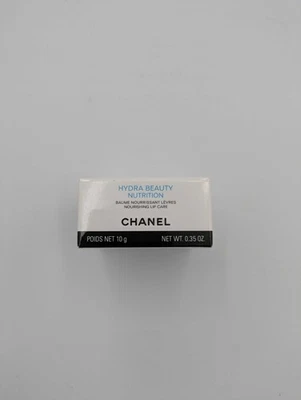 HYDRA BEAUTY
NUTRITION
BAUME NOURRISSANT LÈVRES
NOURISHING LIP CARE
CHANEL
POIDS NET 10 g NET WT. 0.35 OZ.